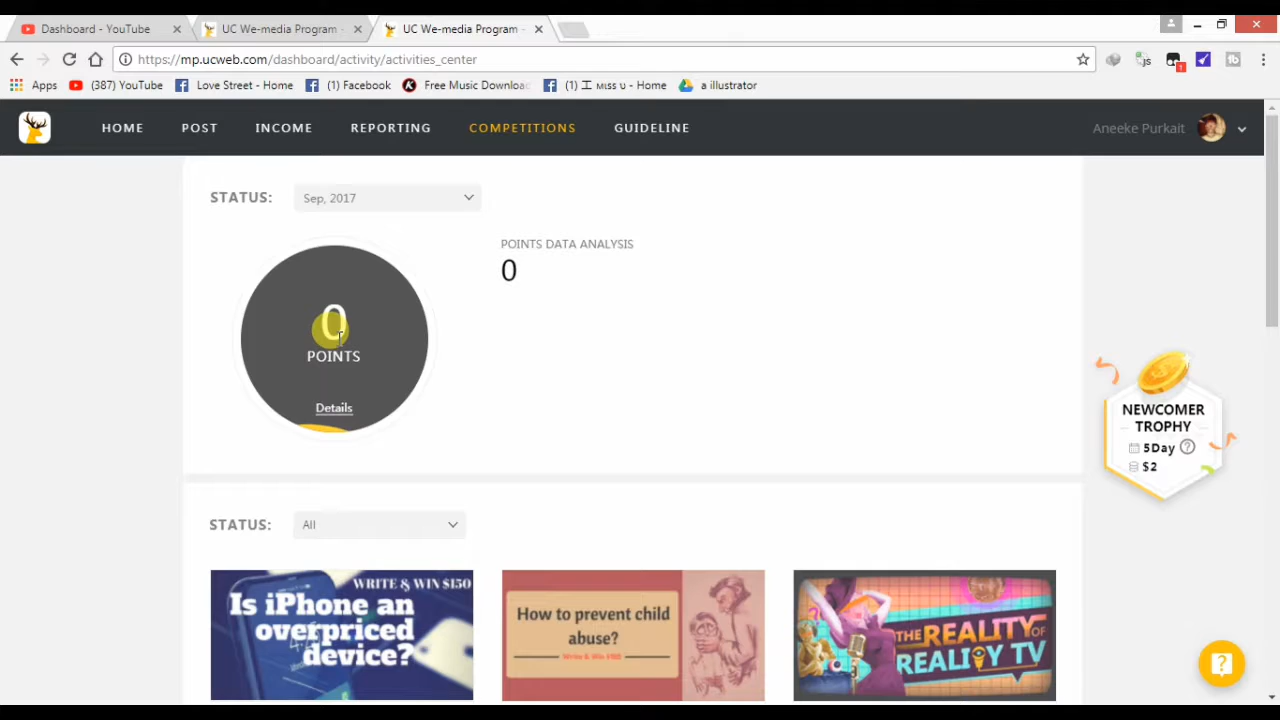 Dashboard - YouTube
UC We-media Program -
UC We-media Program -
https://mp.ucweb.com/dashboard/activity/activities_center
Apps
(387) YouTube
Love Street - Home
(1) Facebook
Free Music Downloa
(1) 工 мιѕѕ υ - Home
a illustrator
HOME
POST
INCOME
REPORTING
COMPETITIONS
GUIDELINE
Aneeke Purkait
STATUS:
Sep, 2017
POINTS DATA ANALYSIS
0
0
POINTS
Details
NEWCOMER
TROPHY
5Day
$2
STATUS:
All
WRITE & WIN $150
Is iPhone an
overpriced
device?
How to prevent child
abuse?
THE REALITY OF
REALITY TV